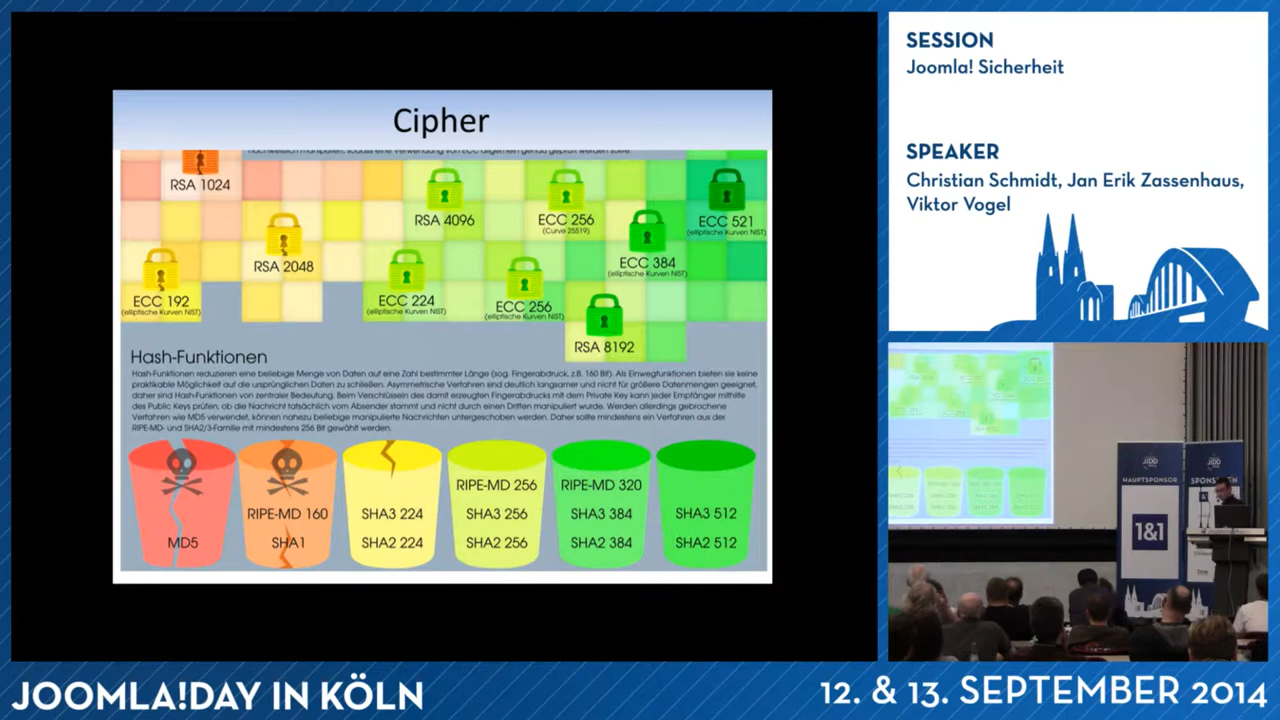 Cipher
RSA 1024
RSA 4096
ECC 256
(Curve 25519)
ECC 521
(elliptische Kurven NIST)
RSA 2048
ECC 384
(elliptische Kurven NIST)
ECC 192
(elliptische Kurven NIST)
ECC 224
(elliptische Kurven NIST)
ECC 256
(elliptische Kurven NIST)
RSA 8192
Hash-Funktionen
Hash-Funktionen reduzieren eine beliebige Menge von Daten auf eine Zahl bestimmter Länge (sog. Fingerabdruck, z.B. 160 Bit). Als Einwegfunktionen bieten sie keine
praktikable Möglichkeit auf die ursprünglichen Daten zu schließen. Asymmetrische Verfahren sind deutlich langsamer und nicht für größere Datenmengen geeignet,
daher sind Hash-Funktionen von zentraler Bedeutung. Beim Verschlüsseln des damit erzeugten Fingerabdrucks mit dem Private Key kann jeder Empfänger mithilfe
des Public Keys prüfen, ob die Nachricht tatsächlich vom Absender stammt und nicht durch einen Dritten manipuliert wurde. Werden allerdings gebrochene
Verfahren wie MD5 verwendet, können nahezu beliebige manipulierte Nachrichten untergeschoben werden. Daher sollte mindestens ein Verfahren aus der
RIPE-MD- und SHA2/3-Familie mit mindestens 256 Bit gewählt werden.
MD5
RIPE-MD 160
SHA1
SHA3 224
SHA2 224
RIPE-MD 256
SHA3 256
SHA2 256
RIPE-MD 320
SHA3 384
SHA2 384
SHA3 512
SHA2 512
SESSION
Joomla! Sicherheit
SPEAKER
Christian Schmidt, Jan Erik Zassenhaus,
Viktor Vogel
JDD
HAUPTSPONSOR
1&1
JOOMLA!DAY IN KÖLN
12. & 13. SEPTEMBER 2014